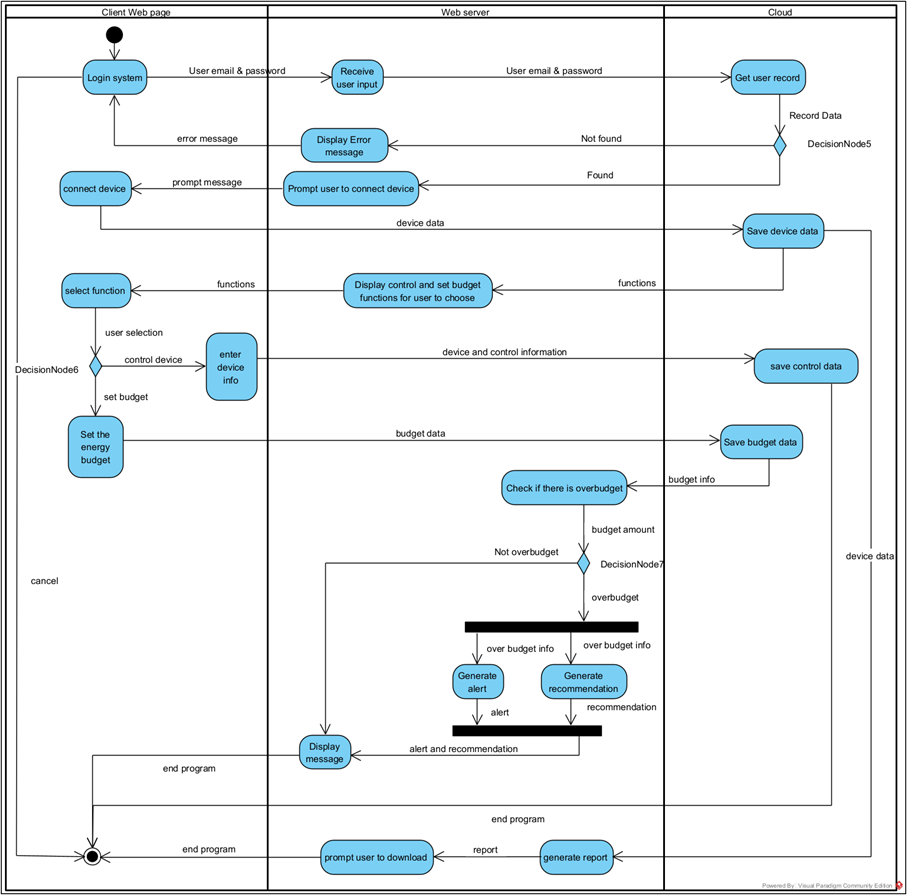 Client Web page
Web server
Cloud
Login system
User email & password
Receive
user input
User email & password
Get user record
Record Data
error message
Display Error
message
Not found
DecisionNode5
connect device
prompt message
Prompt user to connect device
Found
device data
Save device data
select function
functions
Display control and set budget
functions for user to choose
functions
user selection
DecisionNode6
control device
enter
device
info
device and control information
save control data
set budget
Set the
energy
budget
budget data
Save budget data
Check if there is overbudget
budget info
budget amount
Not overbudget
DecisionNode7
device data
cancel
overbudget
over budget info
over budget info
Generate
alert
Generate
recommendation
alert
recommendation
Display
message
alert and recommendation
end program
end program
end program
prompt user to download
report
generate report
Powered By: Visual Paradigm Community Edition